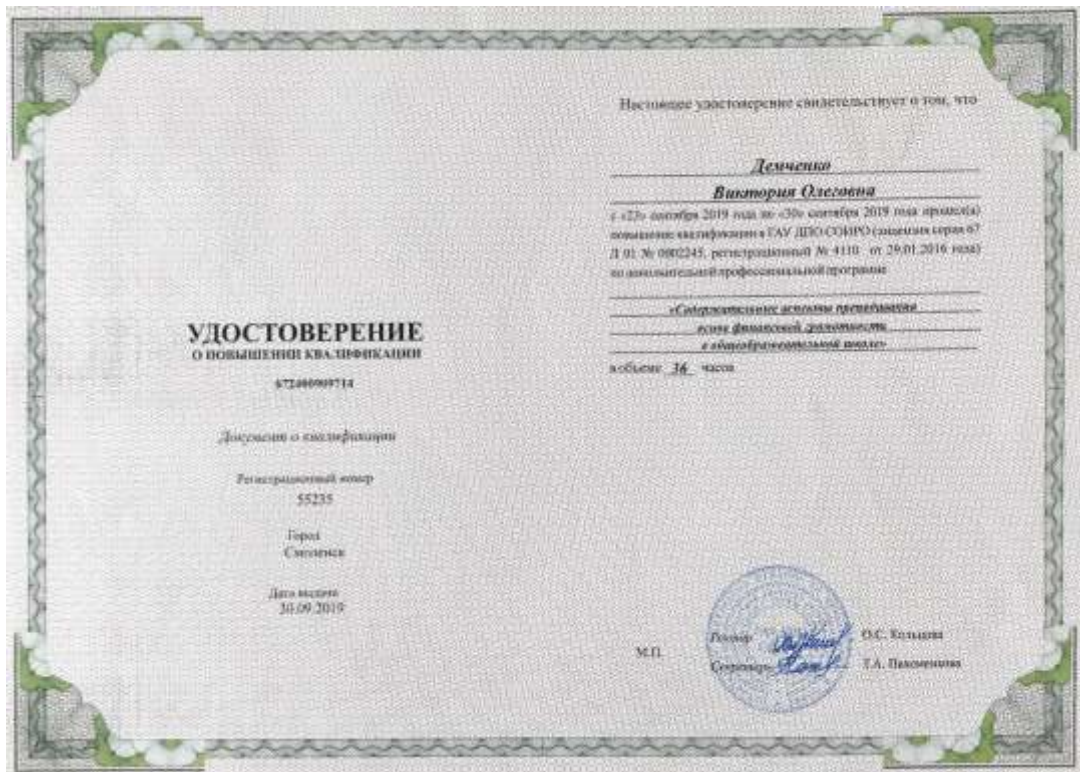 УДОСТОВЕРЕНИЕ
О ПОВЫШЕНИИ КВАЛИФИКАЦИИ
672400909714
Документ о квалификации
Регистрационный номер
55235
Город
Смоленск
Дата выдачи
30.09.2019
Настоящее удостоверение свидетельствует о том, что
Демченко
Виктория Олеговна
с «23» сентября 2019 года по «30» сентября 2019 года прошел(а)
повышение квалификации в ГАУ ДПО СОИРО (лицензия серия 67
Л 01 № 0002245, регистрационный № 4110 от 29.01.2016 года)
по дополнительной профессиональной программе
«Содержательные аспекты преподавания
основ финансовой грамотности
в общеобразовательной школе»
в объеме 36 часов
М.П.
Ректор О.С. Кольцова
Секретарь Т.А. Пахоменкова